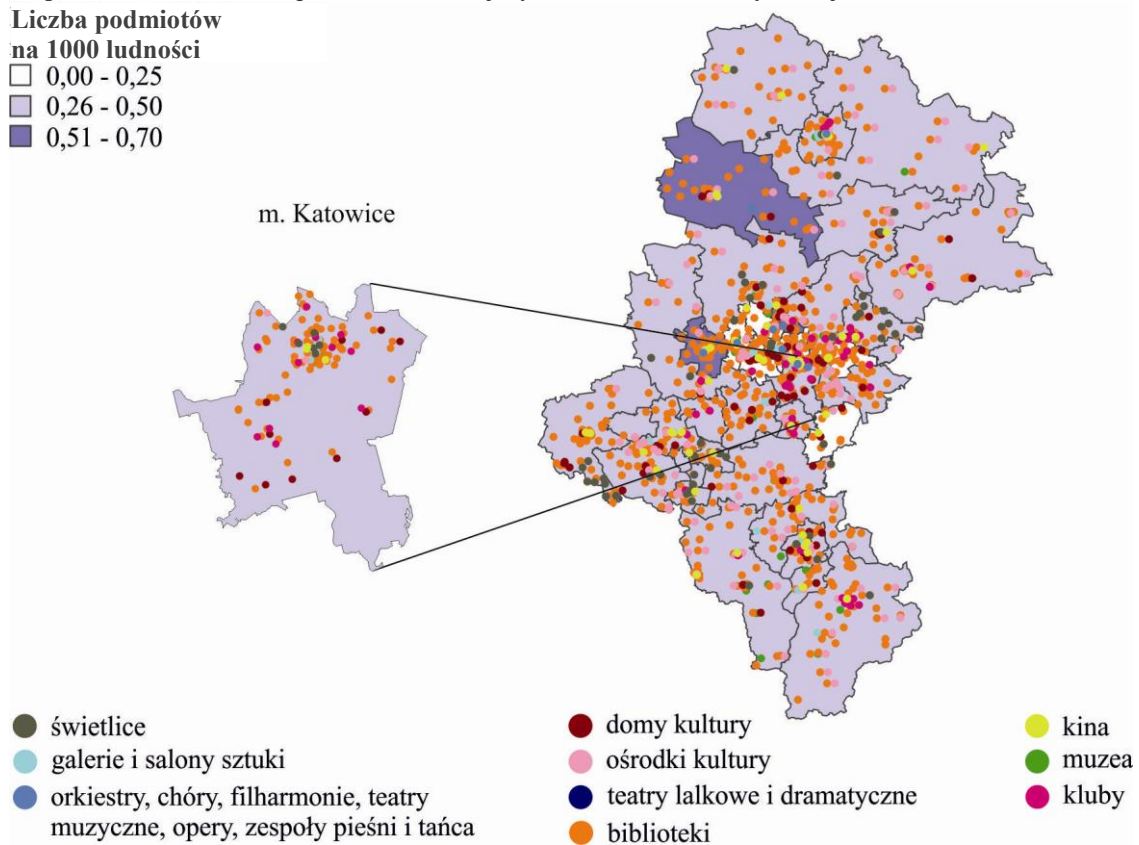 Liczba podmiotów
na 1000 ludności
0,00 - 0,25
0,26 - 0,50
0,51 - 0,70
m. Katowice
świetlice
galerie i salony sztuki
orkiestry, chóry, filharmonie, teatry
muzyczne, opery, zespoły pieśni i tańca
domy kultury
ośrodki kultury
teatry lalkowe i dramatyczne
biblioteki
kina
muzea
kluby